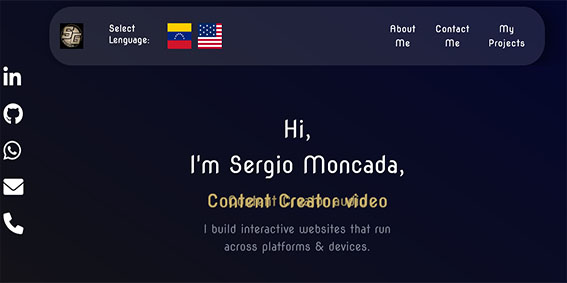 Select
Lenguage:
About
Me
Contact
Me
My
Projects
Hi,
I'm Sergio Moncada,
Content Creator video
I build interactive websites that run
across platforms & devices.